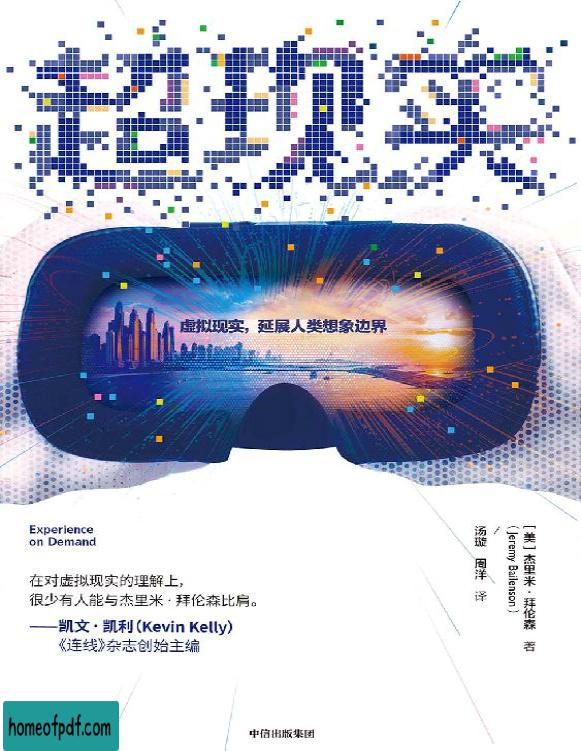 超现实
虚拟现实，延展人类想象边界
Experience
on Demand
［美］杰里米·拜伦森 著
（Jeremy Bailenson）
汤璇 周洋 译
在对虚拟现实的理解上，
很少有人能与杰里米·拜伦森比肩。
——凯文·凯利（Kevin Kelly）
《连线》杂志创始主编
中信出版集团
homeofpdf.com